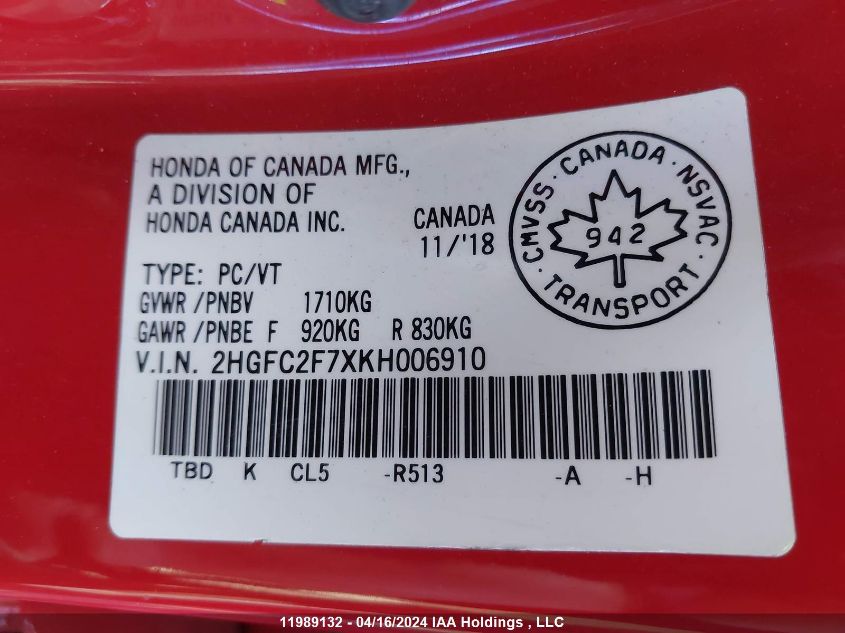 HONDA OF CANADA MFG.,
A DIVISION OF
HONDA CANADA INC.
CANADA
11/'18
CMVSS · CANADA · NSVAC · TRANSPORT ·
942
TYPE: PC/VT
GVWR /PNBV 1710KG
GAWR /PNBE F 920KG R 830KG
V.I.N. 2HGFC2F7XKH006910
TBD K CL5 -R513 -A -H
11989132 - 04/16/2024 IAA Holdings , LLC